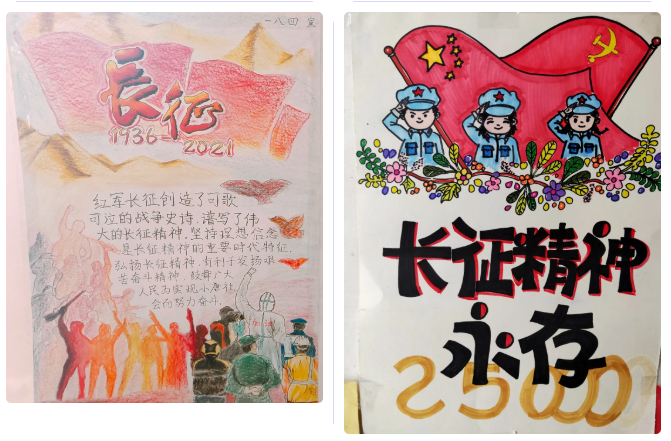 一八四 室
長征
1936-2021
红军长征创造了可歌
可泣的战争史诗,谱写了伟
大的长征精神.坚持理想信念
是长征精神的重要时代特征,
弘扬长征精神,有利于发扬艰
苦奋斗精神,鼓舞广大
人民为实现小康社
会而努力奋斗.
长征精神
永存
25000